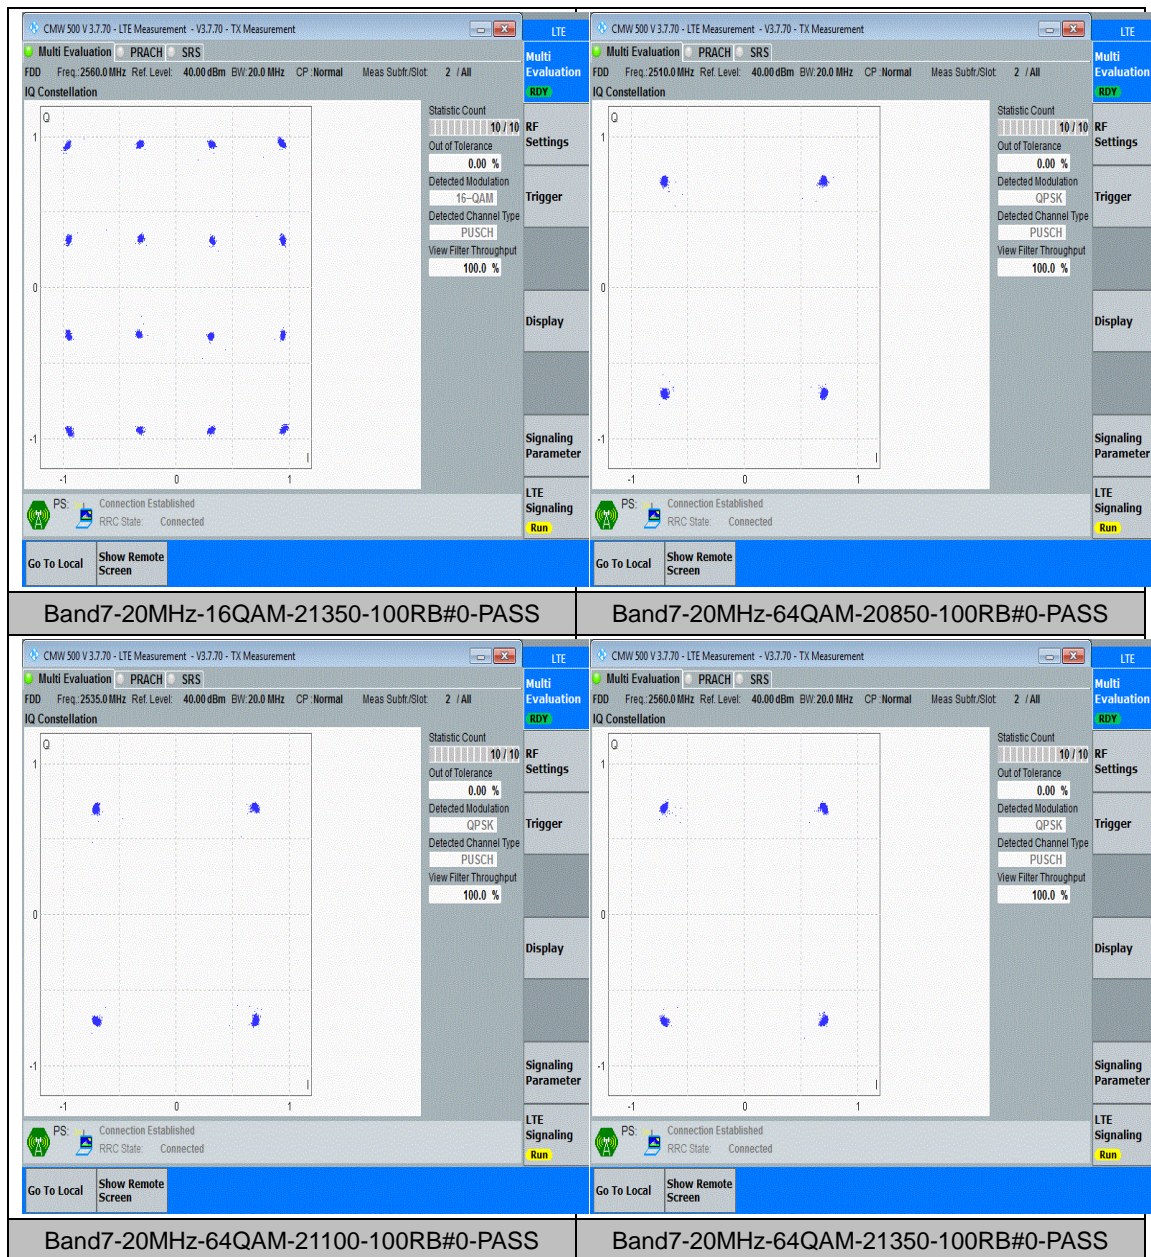 CMW 500 V 3.7.70 - LTE Measurement - V3.7.70 - TX Measurement
LTE
Multi Evaluation PRACH SRS
Multi Evaluation
RDY
FDD Freq.:2560.0 MHz Ref. Level: 40.00 dBm BW:20.0 MHz CP :Normal Meas Subfr./Slot: 2 / All
IQ Constellation
Q
1
0
-1
-1 0 1
I
Statistic Count
10 / 10
Out of Tolerance
0.00 %
Detected Modulation
16-QAM
Detected Channel Type
PUSCH
View Filter Throughput
100.0 %
RF Settings
Trigger
Display
Signaling Parameter
LTE Signaling
Run
PS: Connection Established
RRC State: Connected
Go To Local
Show Remote Screen
Band7-20MHz-16QAM-21350-100RB#0-PASS
CMW 500 V 3.7.70 - LTE Measurement - V3.7.70 - TX Measurement
LTE
Multi Evaluation PRACH SRS
Multi Evaluation
RDY
FDD Freq.:2510.0 MHz Ref. Level: 40.00 dBm BW:20.0 MHz CP :Normal Meas Subfr./Slot: 2 / All
IQ Constellation
Q
1
0
-1
-1 0 1
I
Statistic Count
10 / 10
Out of Tolerance
0.00 %
Detected Modulation
QPSK
Detected Channel Type
PUSCH
View Filter Throughput
100.0 %
RF Settings
Trigger
Display
Signaling Parameter
LTE Signaling
Run
PS: Connection Established
RRC State: Connected
Go To Local
Show Remote Screen
Band7-20MHz-64QAM-20850-100RB#0-PASS
CMW 500 V 3.7.70 - LTE Measurement - V3.7.70 - TX Measurement
LTE
Multi Evaluation PRACH SRS
Multi Evaluation
RDY
FDD Freq.:2535.0 MHz Ref. Level: 40.00 dBm BW:20.0 MHz CP :Normal Meas Subfr./Slot: 2 / All
IQ Constellation
Q
1
0
-1
-1 0 1
I
Statistic Count
10 / 10
Out of Tolerance
0.00 %
Detected Modulation
QPSK
Detected Channel Type
PUSCH
View Filter Throughput
100.0 %
RF Settings
Trigger
Display
Signaling Parameter
LTE Signaling
Run
PS: Connection Established
RRC State: Connected
Go To Local
Show Remote Screen
Band7-20MHz-64QAM-21100-100RB#0-PASS
CMW 500 V 3.7.70 - LTE Measurement - V3.7.70 - TX Measurement
LTE
Multi Evaluation PRACH SRS
Multi Evaluation
RDY
FDD Freq.:2560.0 MHz Ref. Level: 40.00 dBm BW:20.0 MHz CP :Normal Meas Subfr./Slot: 2 / All
IQ Constellation
Q
1
0
-1
-1 0 1
I
Statistic Count
10 / 10
Out of Tolerance
0.00 %
Detected Modulation
QPSK
Detected Channel Type
PUSCH
View Filter Throughput
100.0 %
RF Settings
Trigger
Display
Signaling Parameter
LTE Signaling
Run
PS: Connection Established
RRC State: Connected
Go To Local
Show Remote Screen
Band7-20MHz-64QAM-21350-100RB#0-PASS